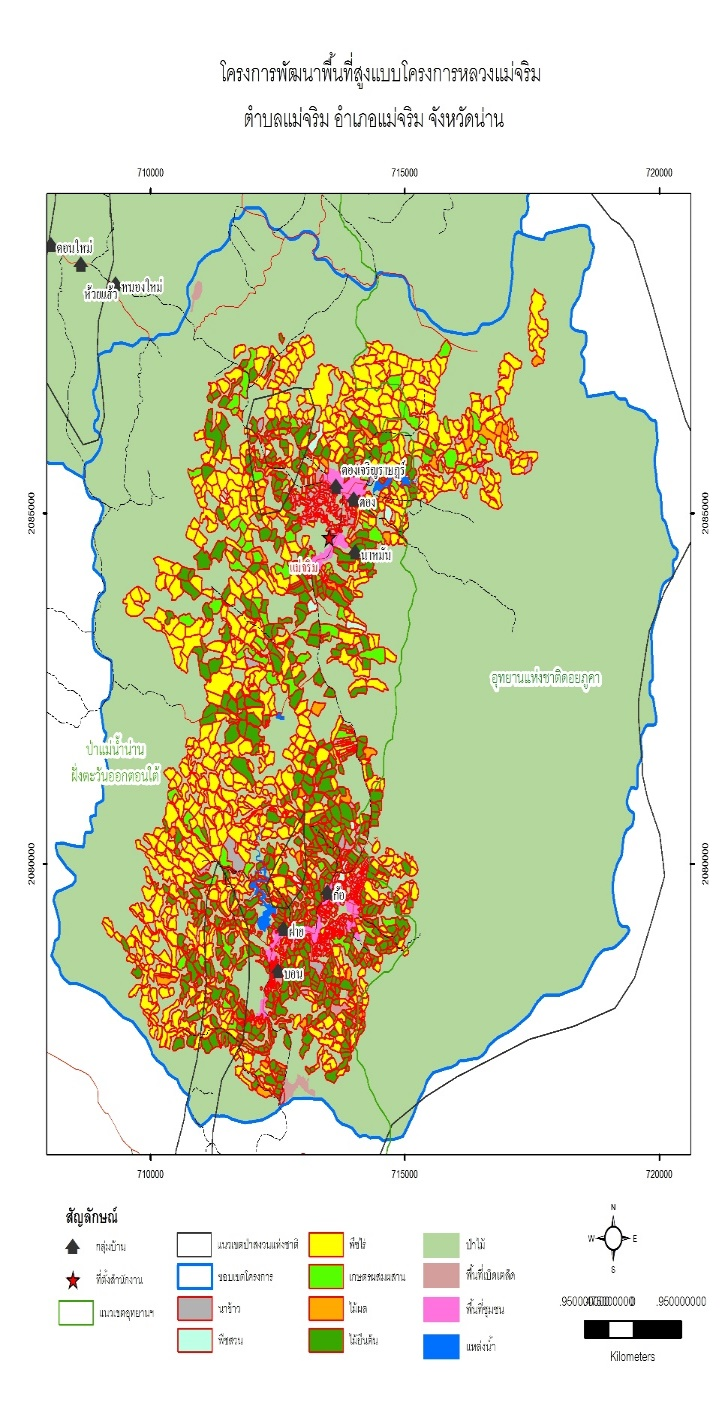 โครงการพัฒนาพื้นที่สูงแบบโครงการหลวงแม่จริม
ตำบลแม่จริม อำเภอแม่จริม จังหวัดน่าน
710000 715000 720000
ดอนใหม่
ห้วยแล้ว
หนองใหม่
ดองเจริญราษฎร์
2085000
ดอง
2085000
นาหมัน
แม่จริม
อุทยานแห่งชาติดอยภูคา
ป่าแม่น้ำน่าน
ฝั่งตะวันออกตอนใต้
2080000
2080000
ก้อ
ฝาย
บอน
710000 715000 720000
สัญลักษณ์
กลุ่มบ้าน
ที่ตั้งสำนักงาน
แนวเขตอุทยานฯ
แนวเขตป่าสงวนแห่งชาติ
ขอบเขตโครงการ
นาข้าว
พืชสวน
พืชไร่
เกษตรผสมผสาน
ไม้ผล
ไม้ยืนต้น
ป่าไม้
พื้นที่เบ็ดเตล็ด
พื้นที่ชุมชน
แหล่งน้ำ
N
W E
S
.950000000
Kilometers